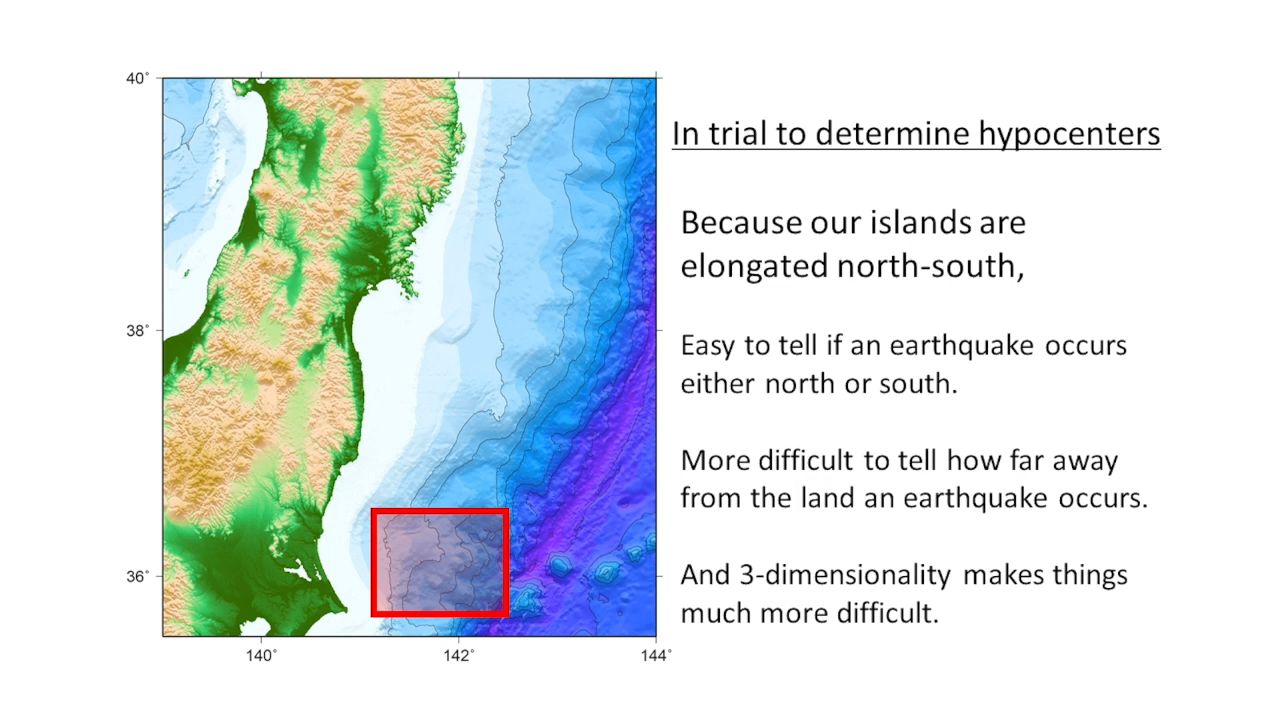 40°
38°
36°
140°
142°
144°
In trial to determine hypocenters
Because our islands are
elongated north-south,
Easy to tell if an earthquake occurs
either north or south.
More difficult to tell how far away
from the land an earthquake occurs.
And 3-dimensionality makes things
much more difficult.